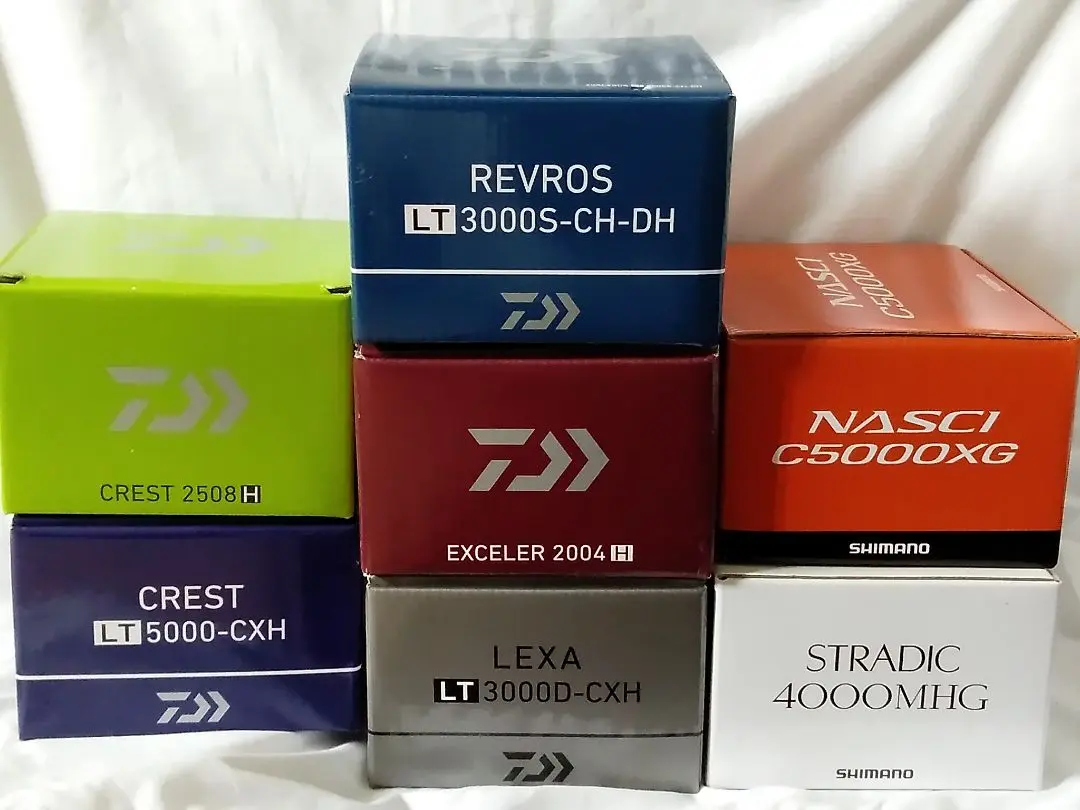 REVROS
LT 3000S-CH-DH
CREST 2508 H
EXCELER 2004 H
NASCI
C5000XG
NASCI
C5000XG
SHIMANO
CREST
LT 5000-CXH
LEXA
LT 3000D-CXH
STRADIC
4000MHG
SHIMANO